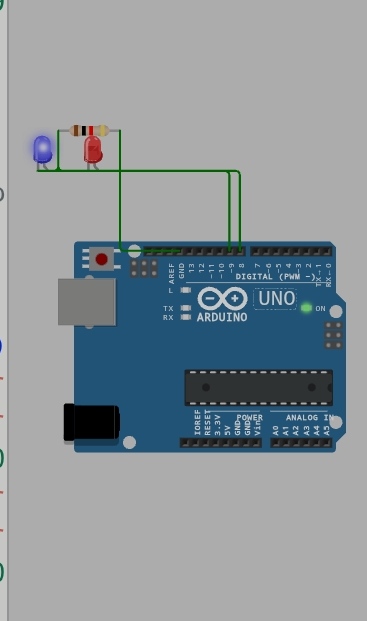 AREF
GND
13
12
~11
~10
~9
8
7
~6
~5
4
~3
2
TX→1
RX←0
DIGITAL (PWM ~)
L
TX
RX
UNO
ARDUINO
ON
POWER
ANALOG IN
IOREF
RESET
3.3V
5V
GND
GND
Vin
A0
A1
A2
A3
A4
A5